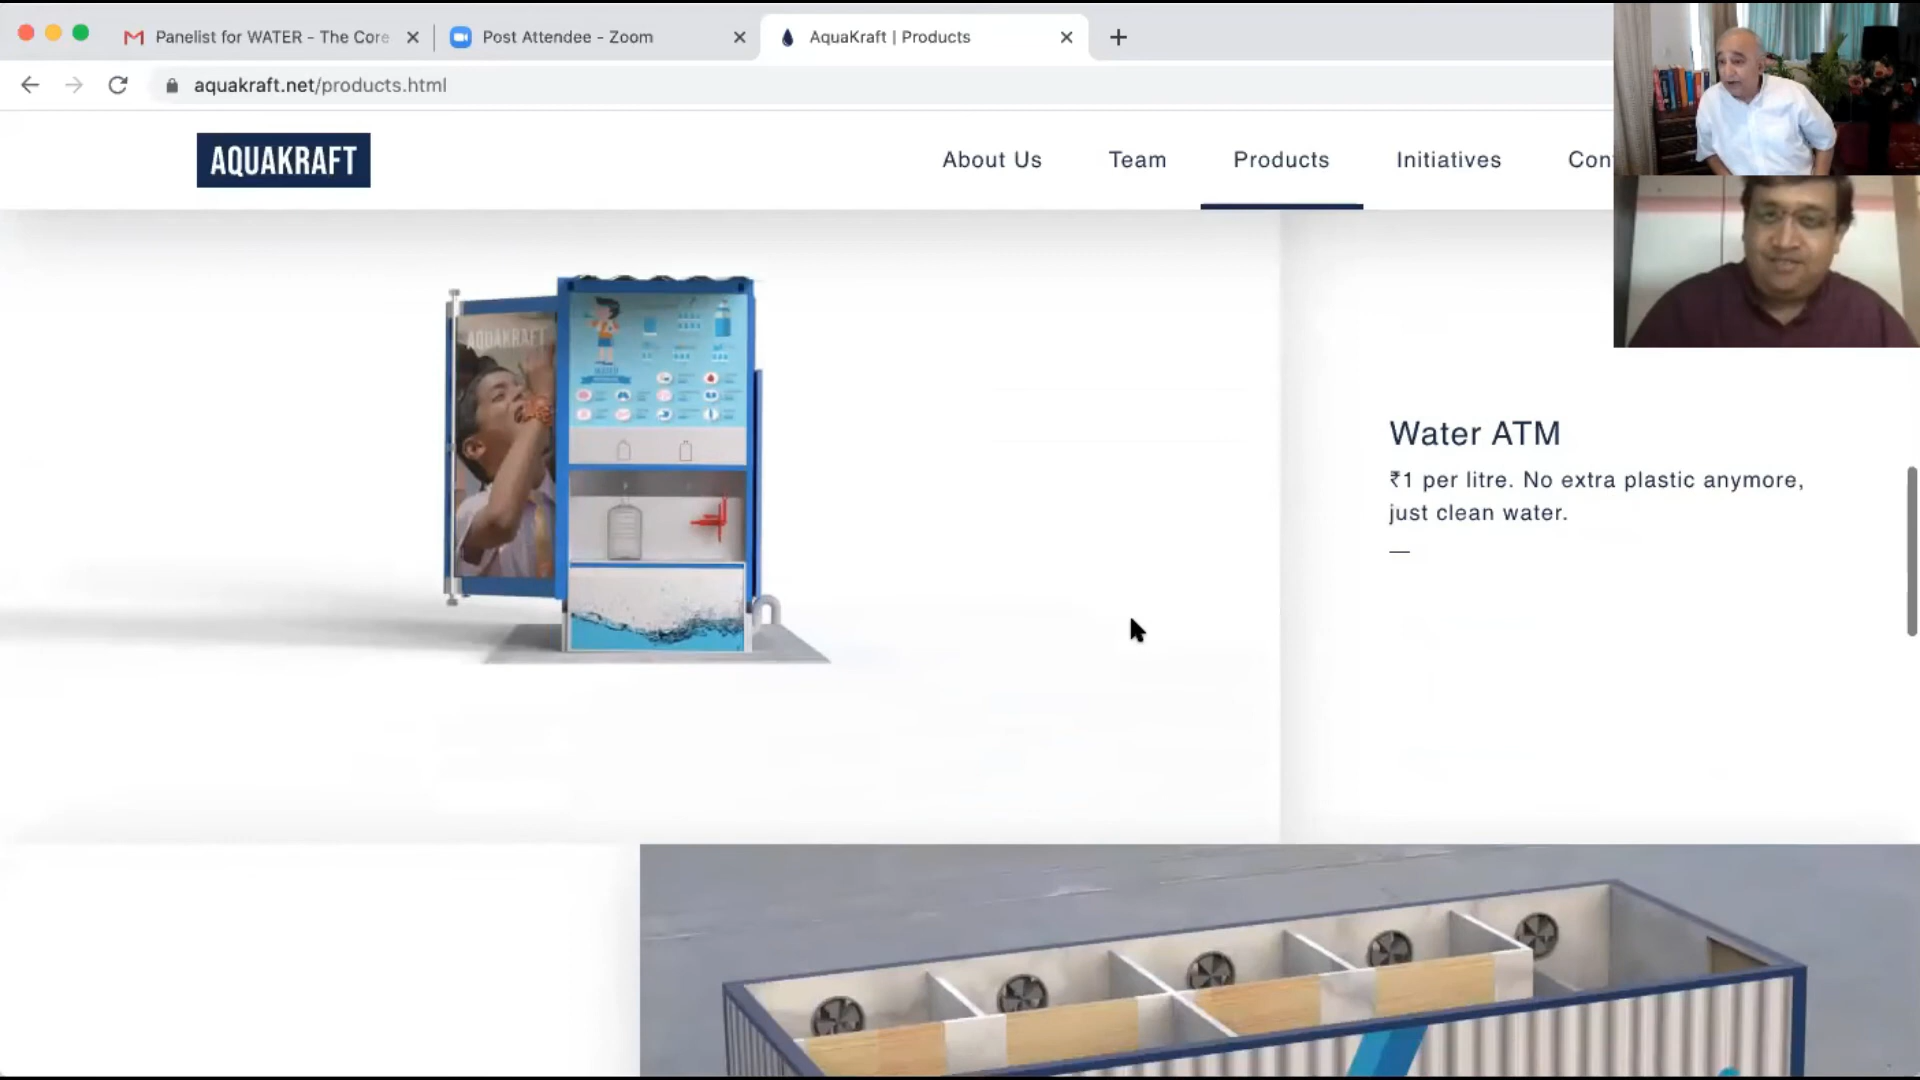 Panelist for WATER - The Core
Post Attendee - Zoom
AquaKraft | Products
aquakraft.net/products.html
AQUAKRAFT
About Us
Team
Products
Initiatives
Con
AQUAKRAFT
WATER
Water ATM
₹1 per litre. No extra plastic anymore,
just clean water.